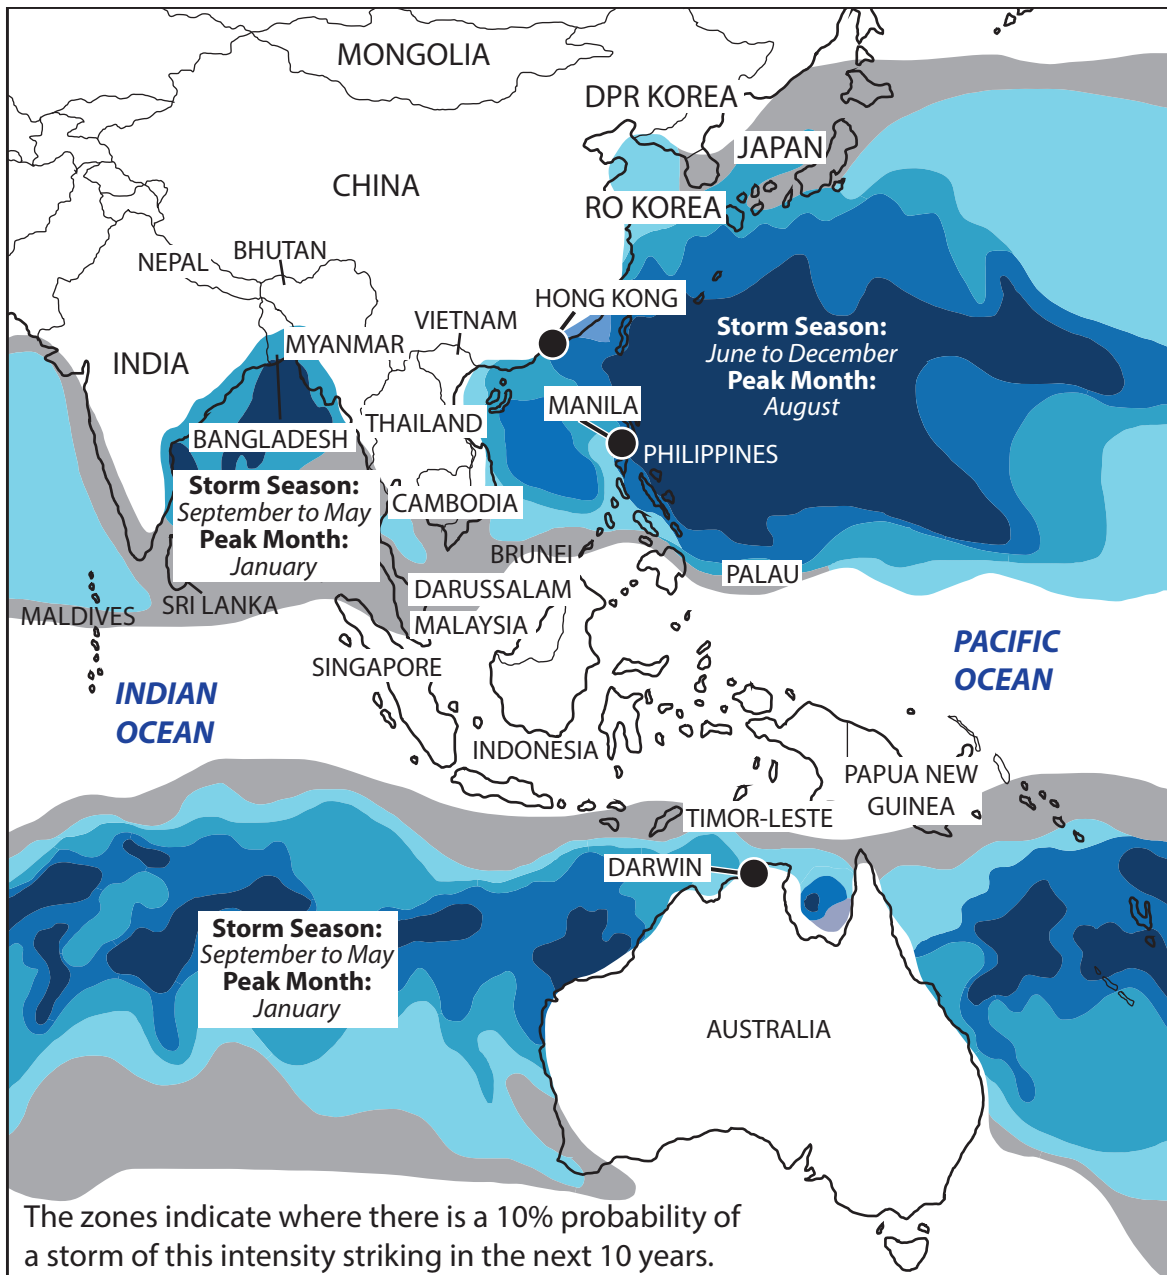 MONGOLIA
DPR KOREA
JAPAN
CHINA
RO KOREA
BHUTAN
NEPAL
HONG KONG
VIETNAM
MYANMAR
INDIA
Storm Season:
June to December
Peak Month:
August
MANILA
THAILAND
BANGLADESH
PHILIPPINES
Storm Season:
September to May
Peak Month:
January
CAMBODIA
BRUNEI
DARUSSALAM
PALAU
MALDIVES
SRI LANKA
MALAYSIA
SINGAPORE
PACIFIC
OCEAN
INDIAN
OCEAN
INDONESIA
PAPUA NEW
GUINEA
TIMOR-LESTE
DARWIN
Storm Season:
September to May
Peak Month:
January
AUSTRALIA
The zones indicate where there is a 10% probability of
a storm of this intensity striking in the next 10 years.